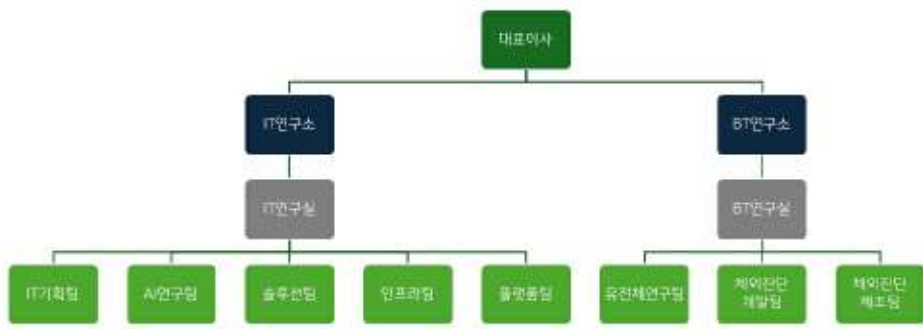 대표이사
IT연구소
BT연구소
IT연구실
BT연구실
IT기획팀
AI연구팀
솔루션팀
인프라팀
플랫폼팀
유전체연구팀
체외진단
개발팀
체외진단
제조팀